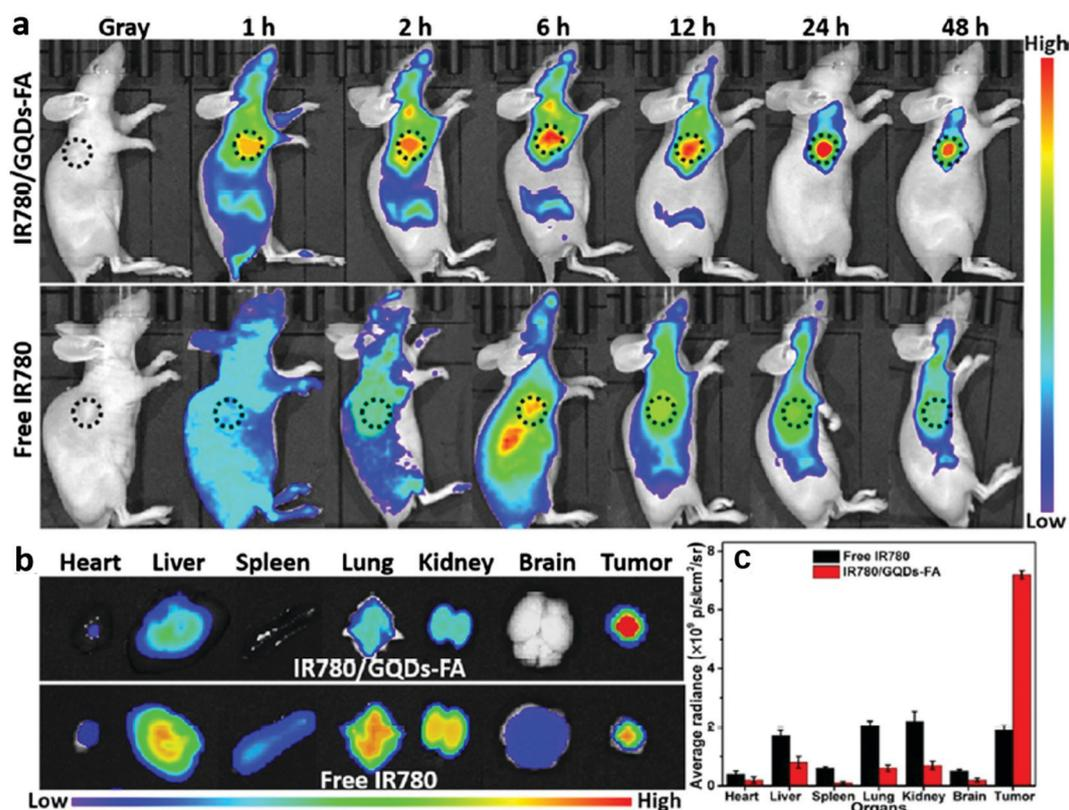 a
Gray 1 h 2 h 6 h 12 h 24 h 48 h
High
IR780/GQDs-FA
Free IR780
Low
b
Heart Liver Spleen Lung Kidney Brain Tumor
IR780/GQDs-FA
Free IR780
Low High
c
Average radiance (×10⁹ p/s/cm²/sr)
8
6
4
2
0
Free IR780
IR780/GQDs-FA
Heart Liver Spleen Lung Kidney Brain Tumor
Organs